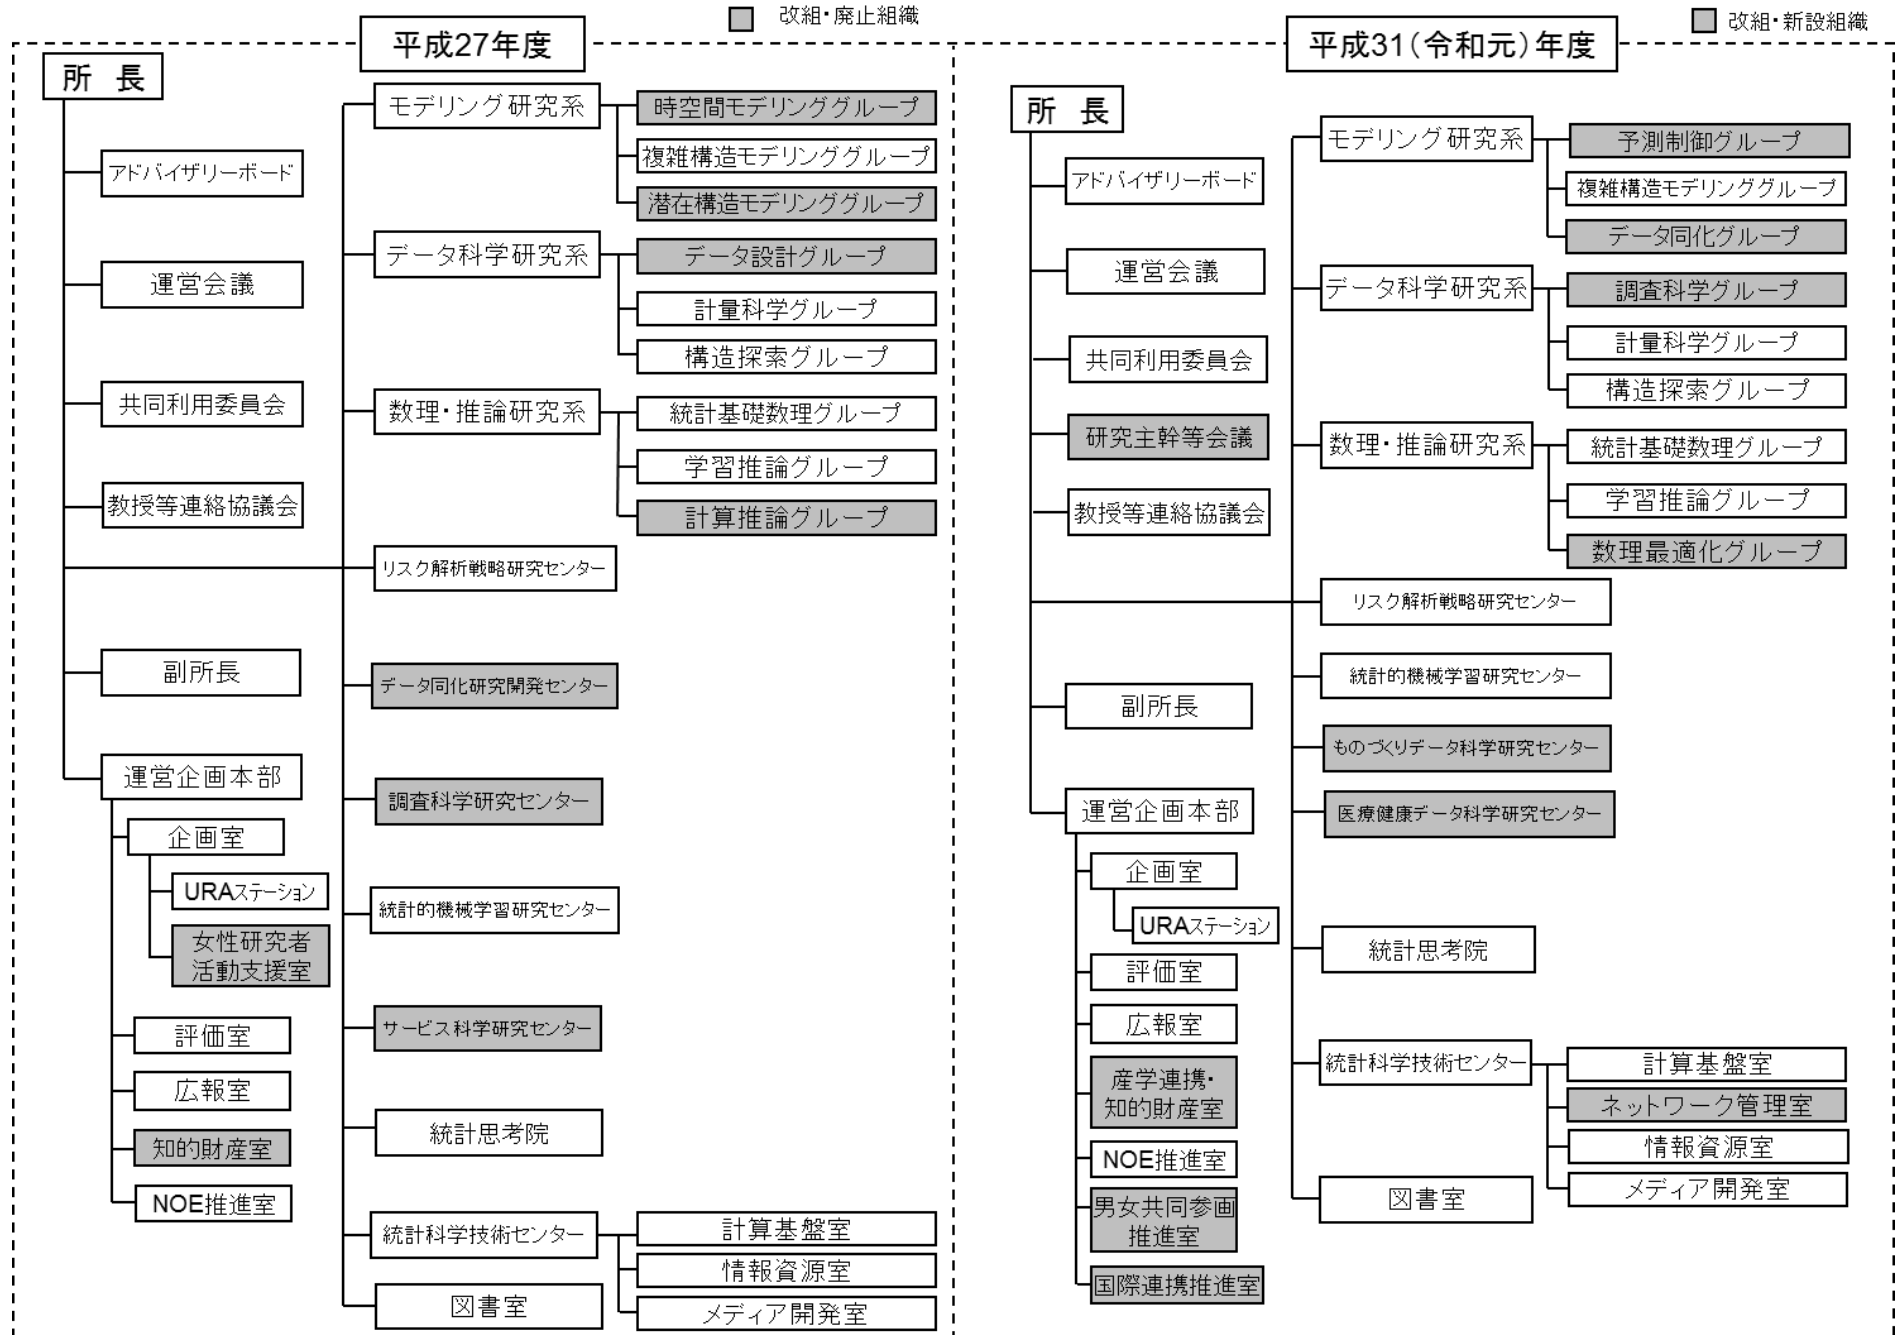 改組・廃止組織
平成27年度
所 長
アドバイザリーボード
運営会議
共同利用委員会
教授等連絡協議会
副所長
運営企画本部
企画室
URAステーション
女性研究者
活動支援室
評価室
広報室
知的財産室
NOE推進室
モデリング研究系
時空間モデリンググループ
複雑構造モデリンググループ
潜在構造モデリンググループ
データ科学研究系
データ設計グループ
計量科学グループ
構造探索グループ
数理・推論研究系
統計基礎数理グループ
学習推論グループ
計算推論グループ
リスク解析戦略研究センター
データ同化研究開発センター
調査科学研究センター
統計的機械学習研究センター
サービス科学研究センター
統計思考院
統計科学技術センター
計算基盤室
情報資源室
メディア開発室
図書室
改組・新設組織
平成31(令和元)年度
所 長
アドバイザリーボード
運営会議
共同利用委員会
研究主幹等会議
教授等連絡協議会
副所長
運営企画本部
企画室
URAステーション
評価室
広報室
産学連携・
知的財産室
NOE推進室
男女共同参画
推進室
国際連携推進室
モデリング研究系
予測制御グループ
複雑構造モデリンググループ
データ同化グループ
データ科学研究系
調査科学グループ
計量科学グループ
構造探索グループ
数理・推論研究系
統計基礎数理グループ
学習推論グループ
数理最適化グループ
リスク解析戦略研究センター
統計的機械学習研究センター
ものづくりデータ科学研究センター
医療健康データ科学研究センター
統計思考院
統計科学技術センター
計算基盤室
ネットワーク管理室
情報資源室
メディア開発室
図書室